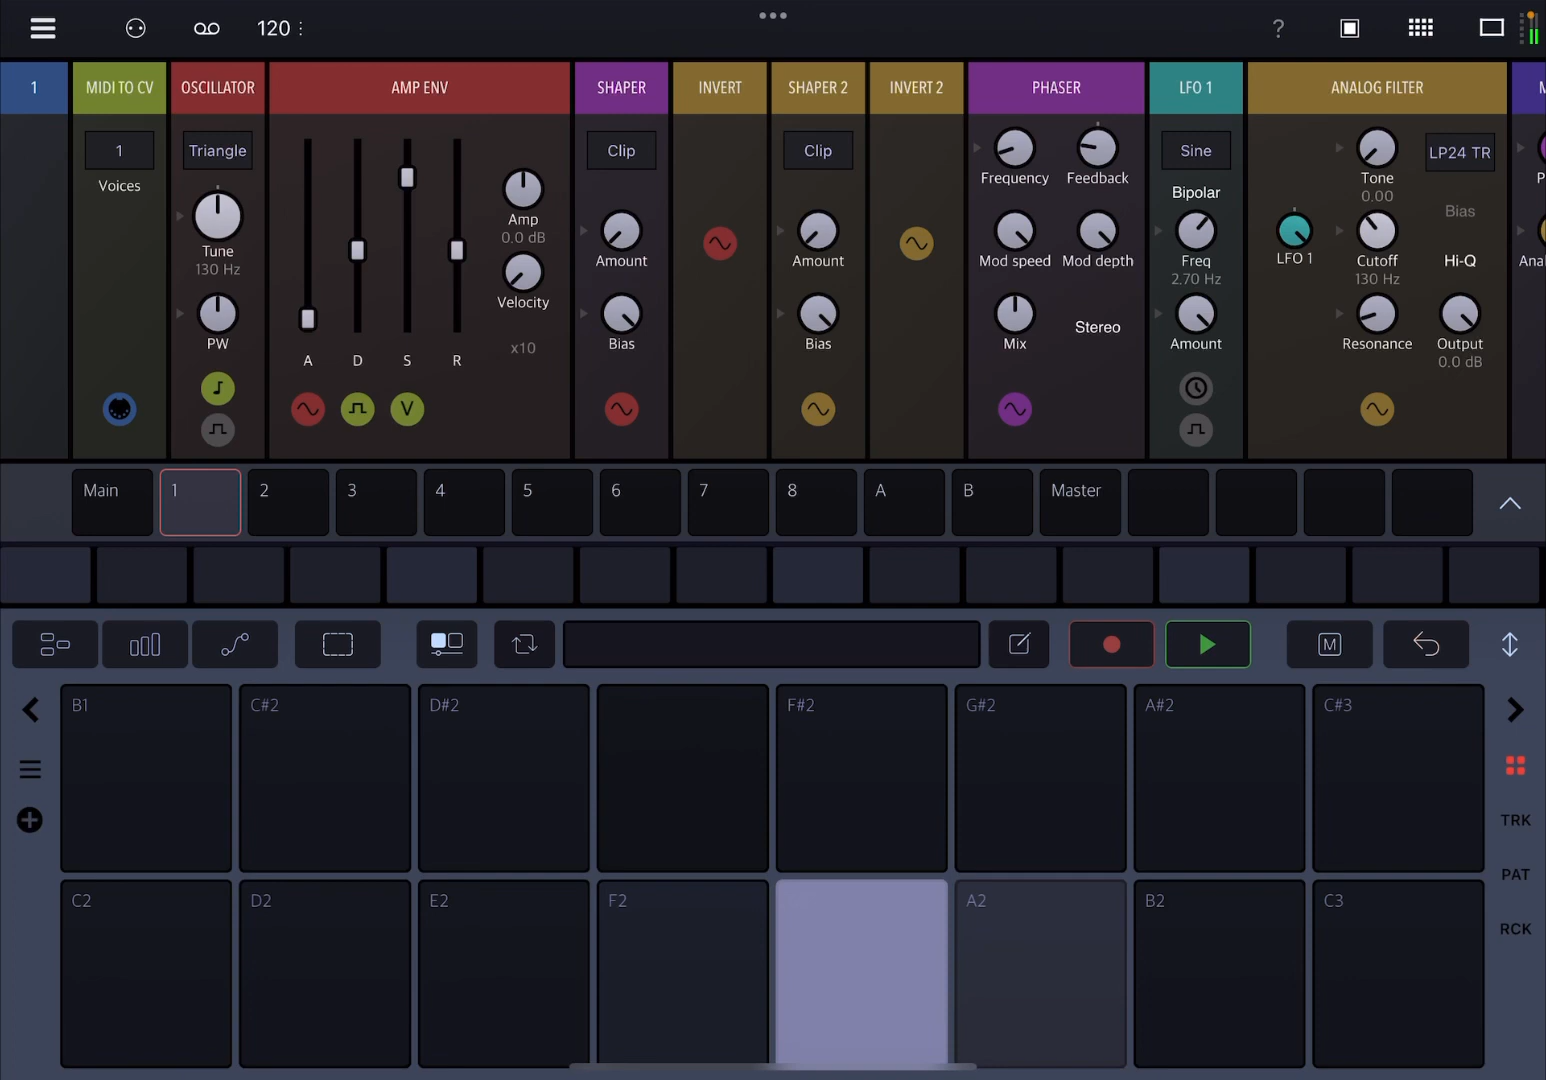 120
?
1
MIDI TO CV
OSCILLATOR
AMP ENV
SHAPER
INVERT
SHAPER 2
INVERT 2
PHASER
LFO 1
ANALOG FILTER
M
1
Voices
Triangle
Tune
130 Hz
PW
A
D
S
R
Amp
0.0 dB
Velocity
x10
V
Clip
Amount
Bias
Clip
Amount
Bias
Frequency
Feedback
Mod speed
Mod depth
Mix
Stereo
Sine
Bipolar
Freq
2.70 Hz
Amount
LFO 1
Tone
0.00
Cutoff
130 Hz
Resonance
LP24 TR
Bias
Hi-Q
Output
0.0 dB
P
Ana
Main
1
2
3
4
5
6
7
8
A
B
Master
M
B1
C#2
D#2
F#2
G#2
A#2
C#3
TRK
PAT
RCK
C2
D2
E2
F2
A2
B2
C3